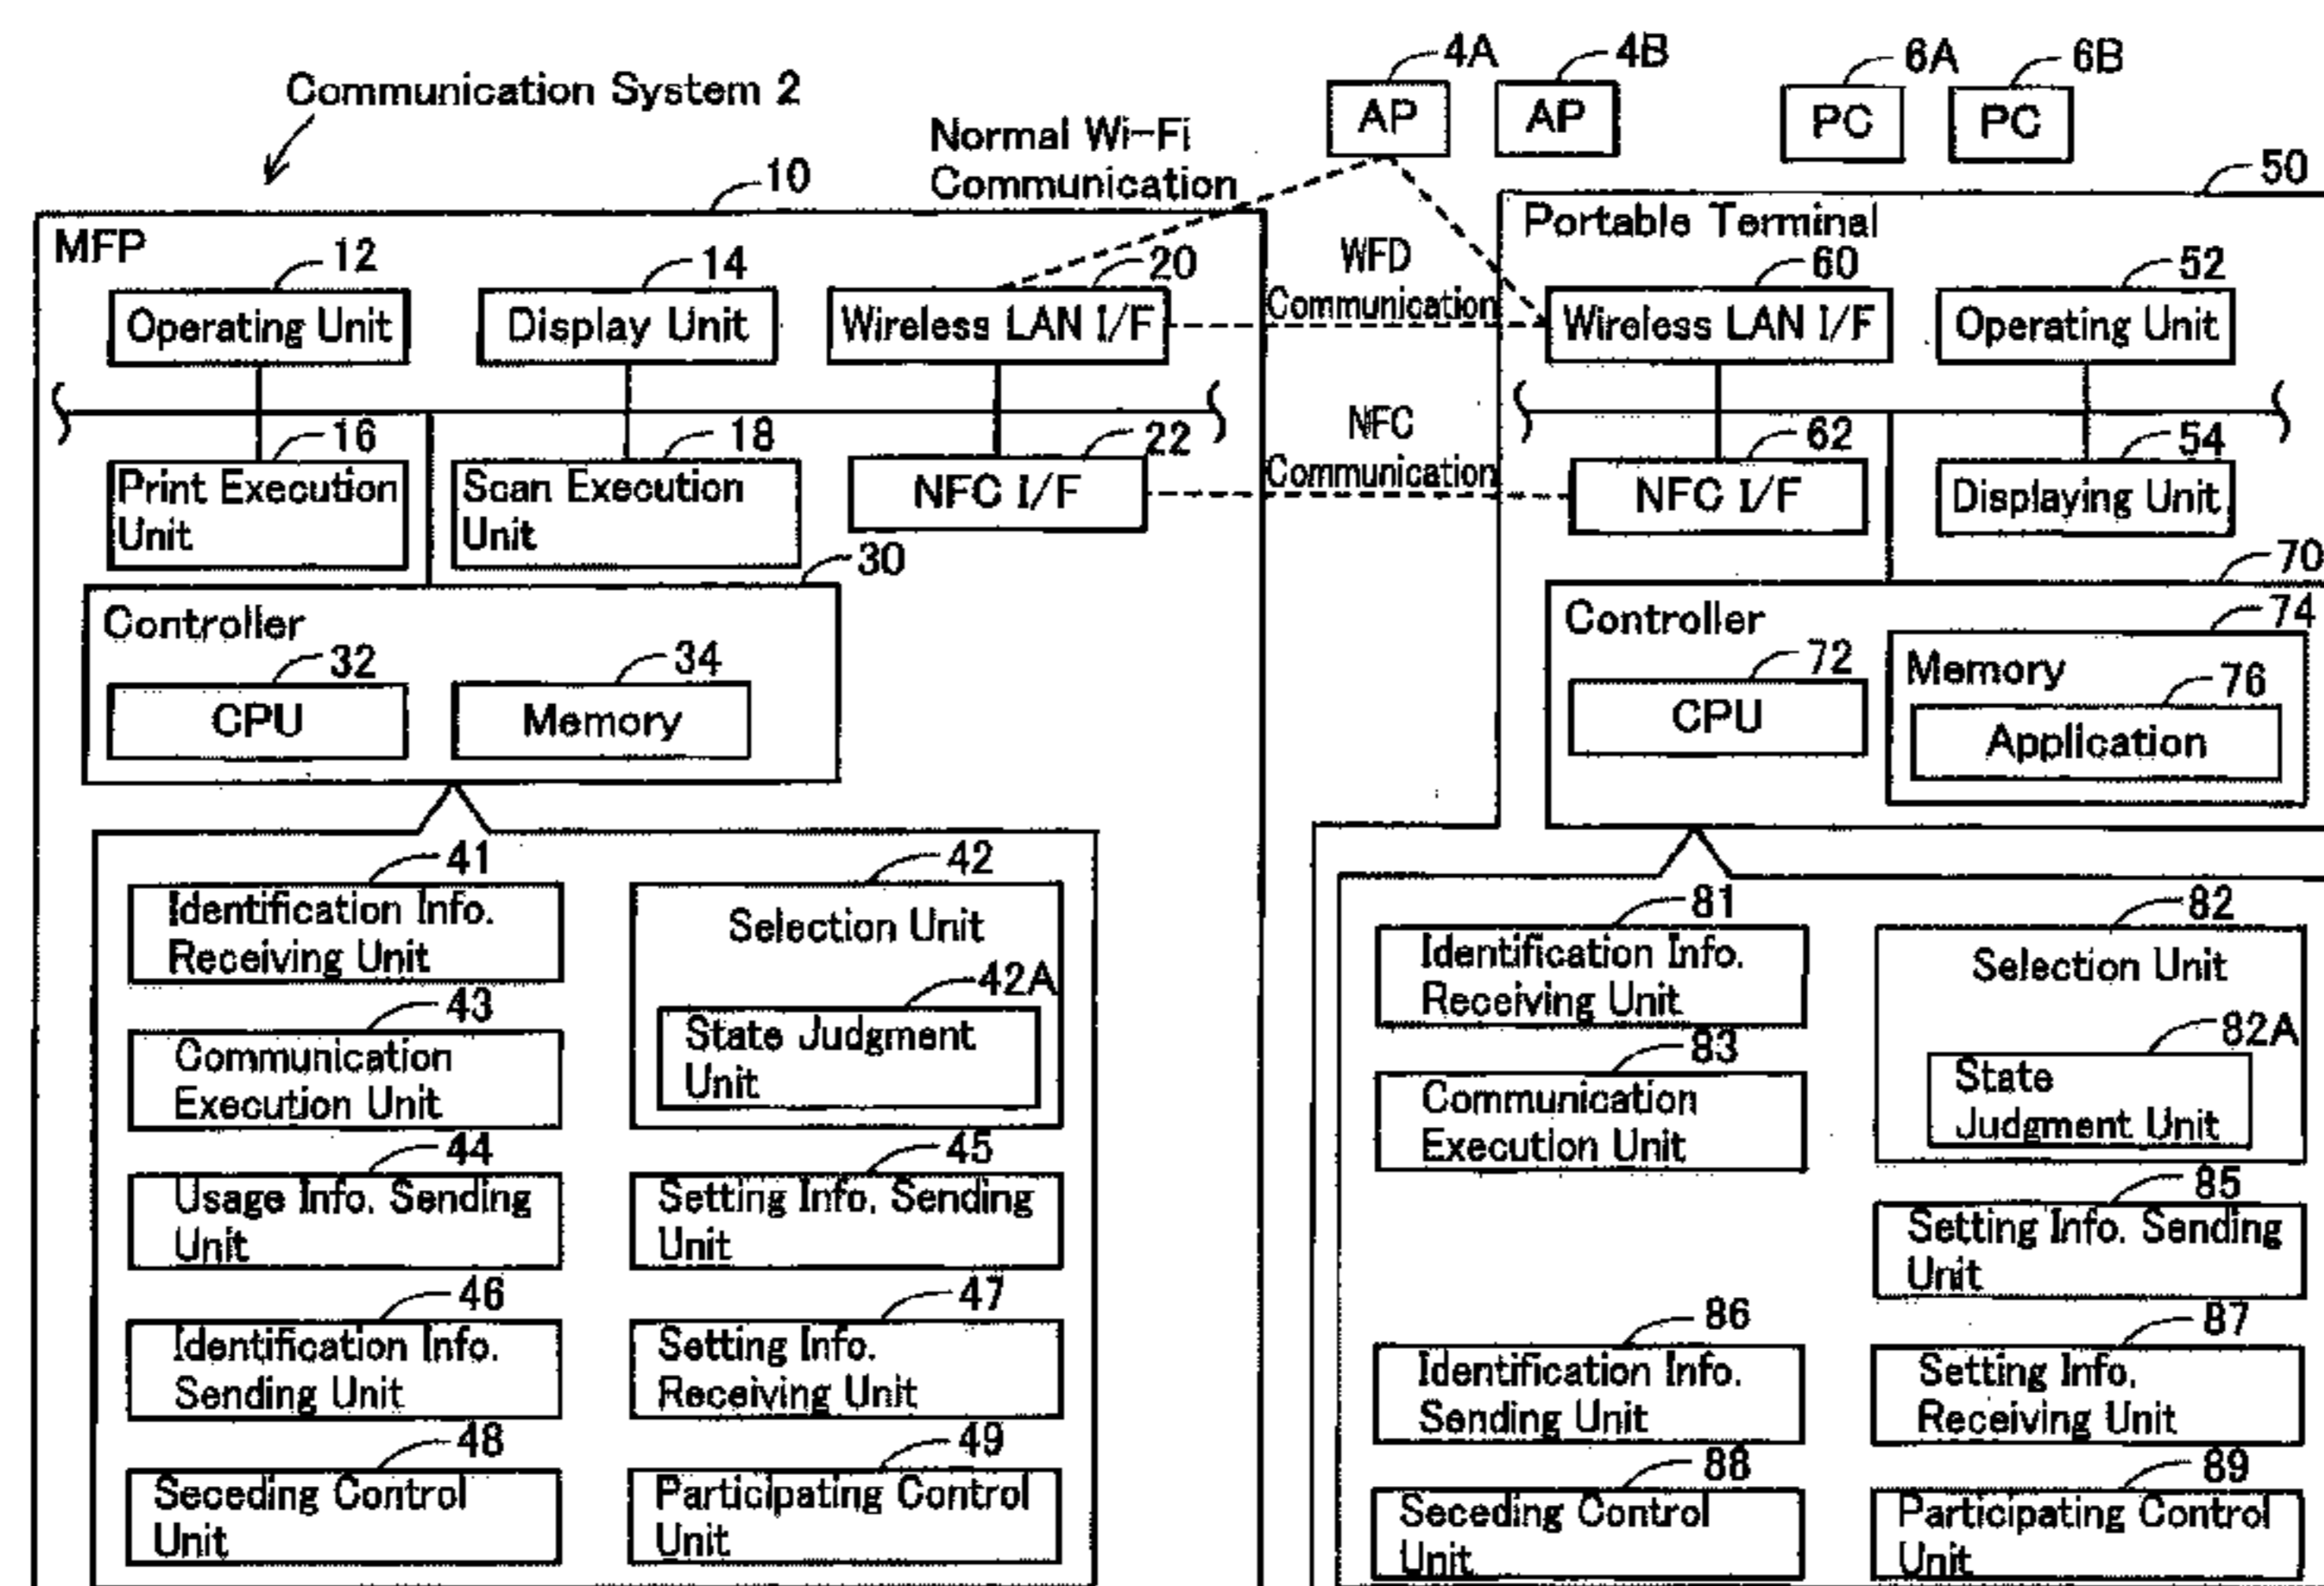 Communication System 2
Normal Wi-Fi
Communication
4A
AP
4B
AP
6A
PC
6B
PC
10
MFP
12
Operating Unit
14
Display Unit
20
Wireless LAN I/F
16
Print Execution
Unit
18
Scan Execution
Unit
22
NFC I/F
WFD
Communication
NFC
Communication
30
Controller
32
CPU
34
Memory
41
Identification Info.
Receiving Unit
42
Selection Unit
42A
State Judgment
Unit
43
Communication
Execution Unit
44
Usage Info. Sending
Unit
45
Setting Info. Sending
Unit
46
Identification Info.
Sending Unit
47
Setting Info.
Receiving Unit
48
Seceding Control
Unit
49
Participating Control
Unit
50
Portable Terminal
60
Wireless LAN I/F
52
Operating Unit
62
NFC I/F
54
Displaying Unit
70
Controller
72
CPU
74
Memory
76
Application
81
Identification Info.
Receiving Unit
82
Selection Unit
82A
State
Judgment Unit
83
Communication
Execution Unit
85
Setting Info. Sending
Unit
86
Identification Info.
Sending Unit
87
Setting Info.
Receiving Unit
88
Seceding Control
Unit
89
Participating Control
Unit